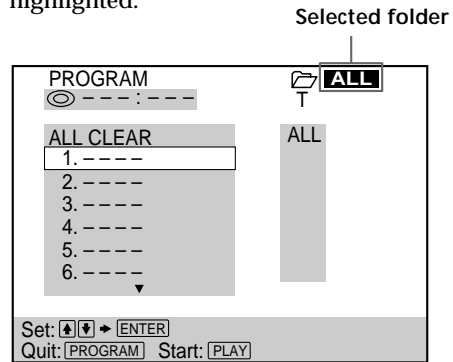 highlighted.
Selected folder
PROGRAM ALL
– – – : – – – T
ALL CLEAR ALL
1. – – – –
2. – – – –
3. – – – –
4. – – – –
5. – – – –
6. – – – –
Set: ↑ ↓ → ENTER
Quit: PROGRAM Start: PLAY